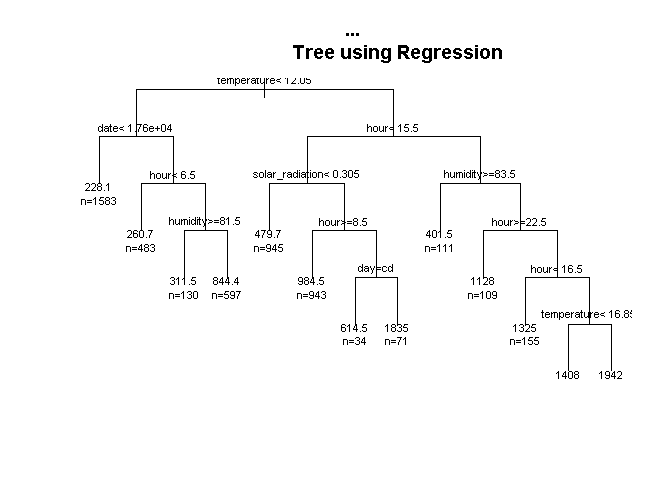 ...
Tree using Regression
temperature< 12.05
date< 1.76e+04
hour< 15.5
hour< 6.5
solar_radiation< 0.305
humidity>=83.5
228.1
n=1583
humidity>=81.5
hour>=8.5
hour>=22.5
260.7
n=483
479.7
n=945
401.5
n=111
day=cd
hour< 16.5
311.5
n=130
844.4
n=597
984.5
n=943
1128
n=109
temperature< 16.85
614.5
n=34
1835
n=71
1325
n=155
1408
1942